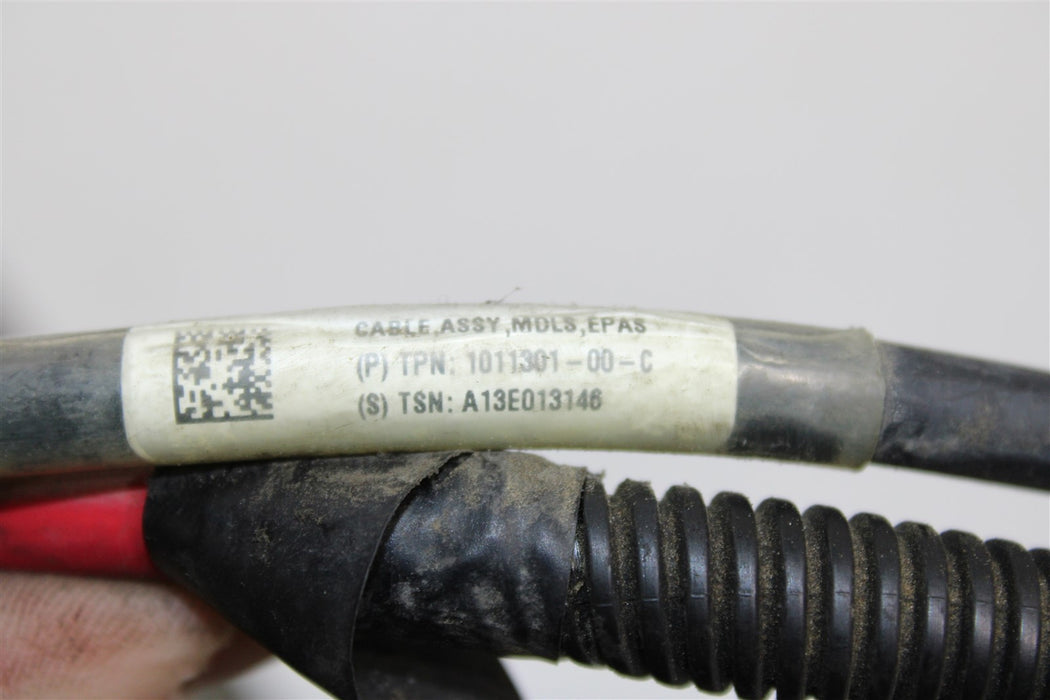 CABLE,ASSY,MDLS,EPAS
(P) TPN: 1011301-00-C
(S) TSN: A13E013146